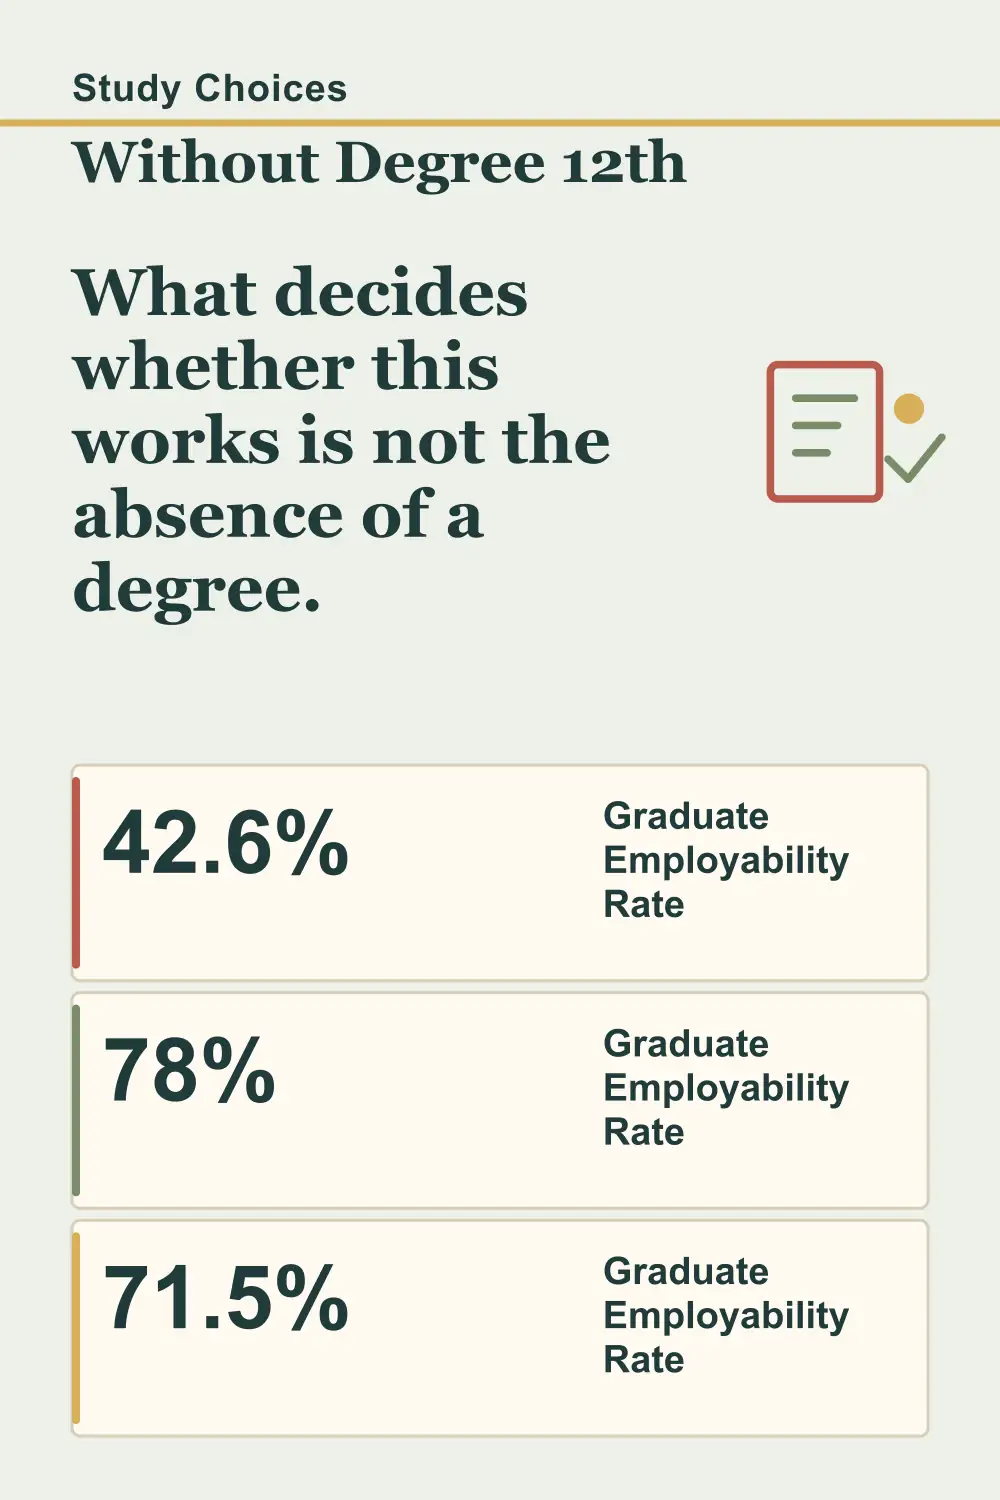 Study Choices
Without Degree 12th
What decides
whether this
works is not the
absence of a
degree.
42.6%
Graduate
Employability
Rate
78%
Graduate
Employability
Rate
71.5%
Graduate
Employability
Rate